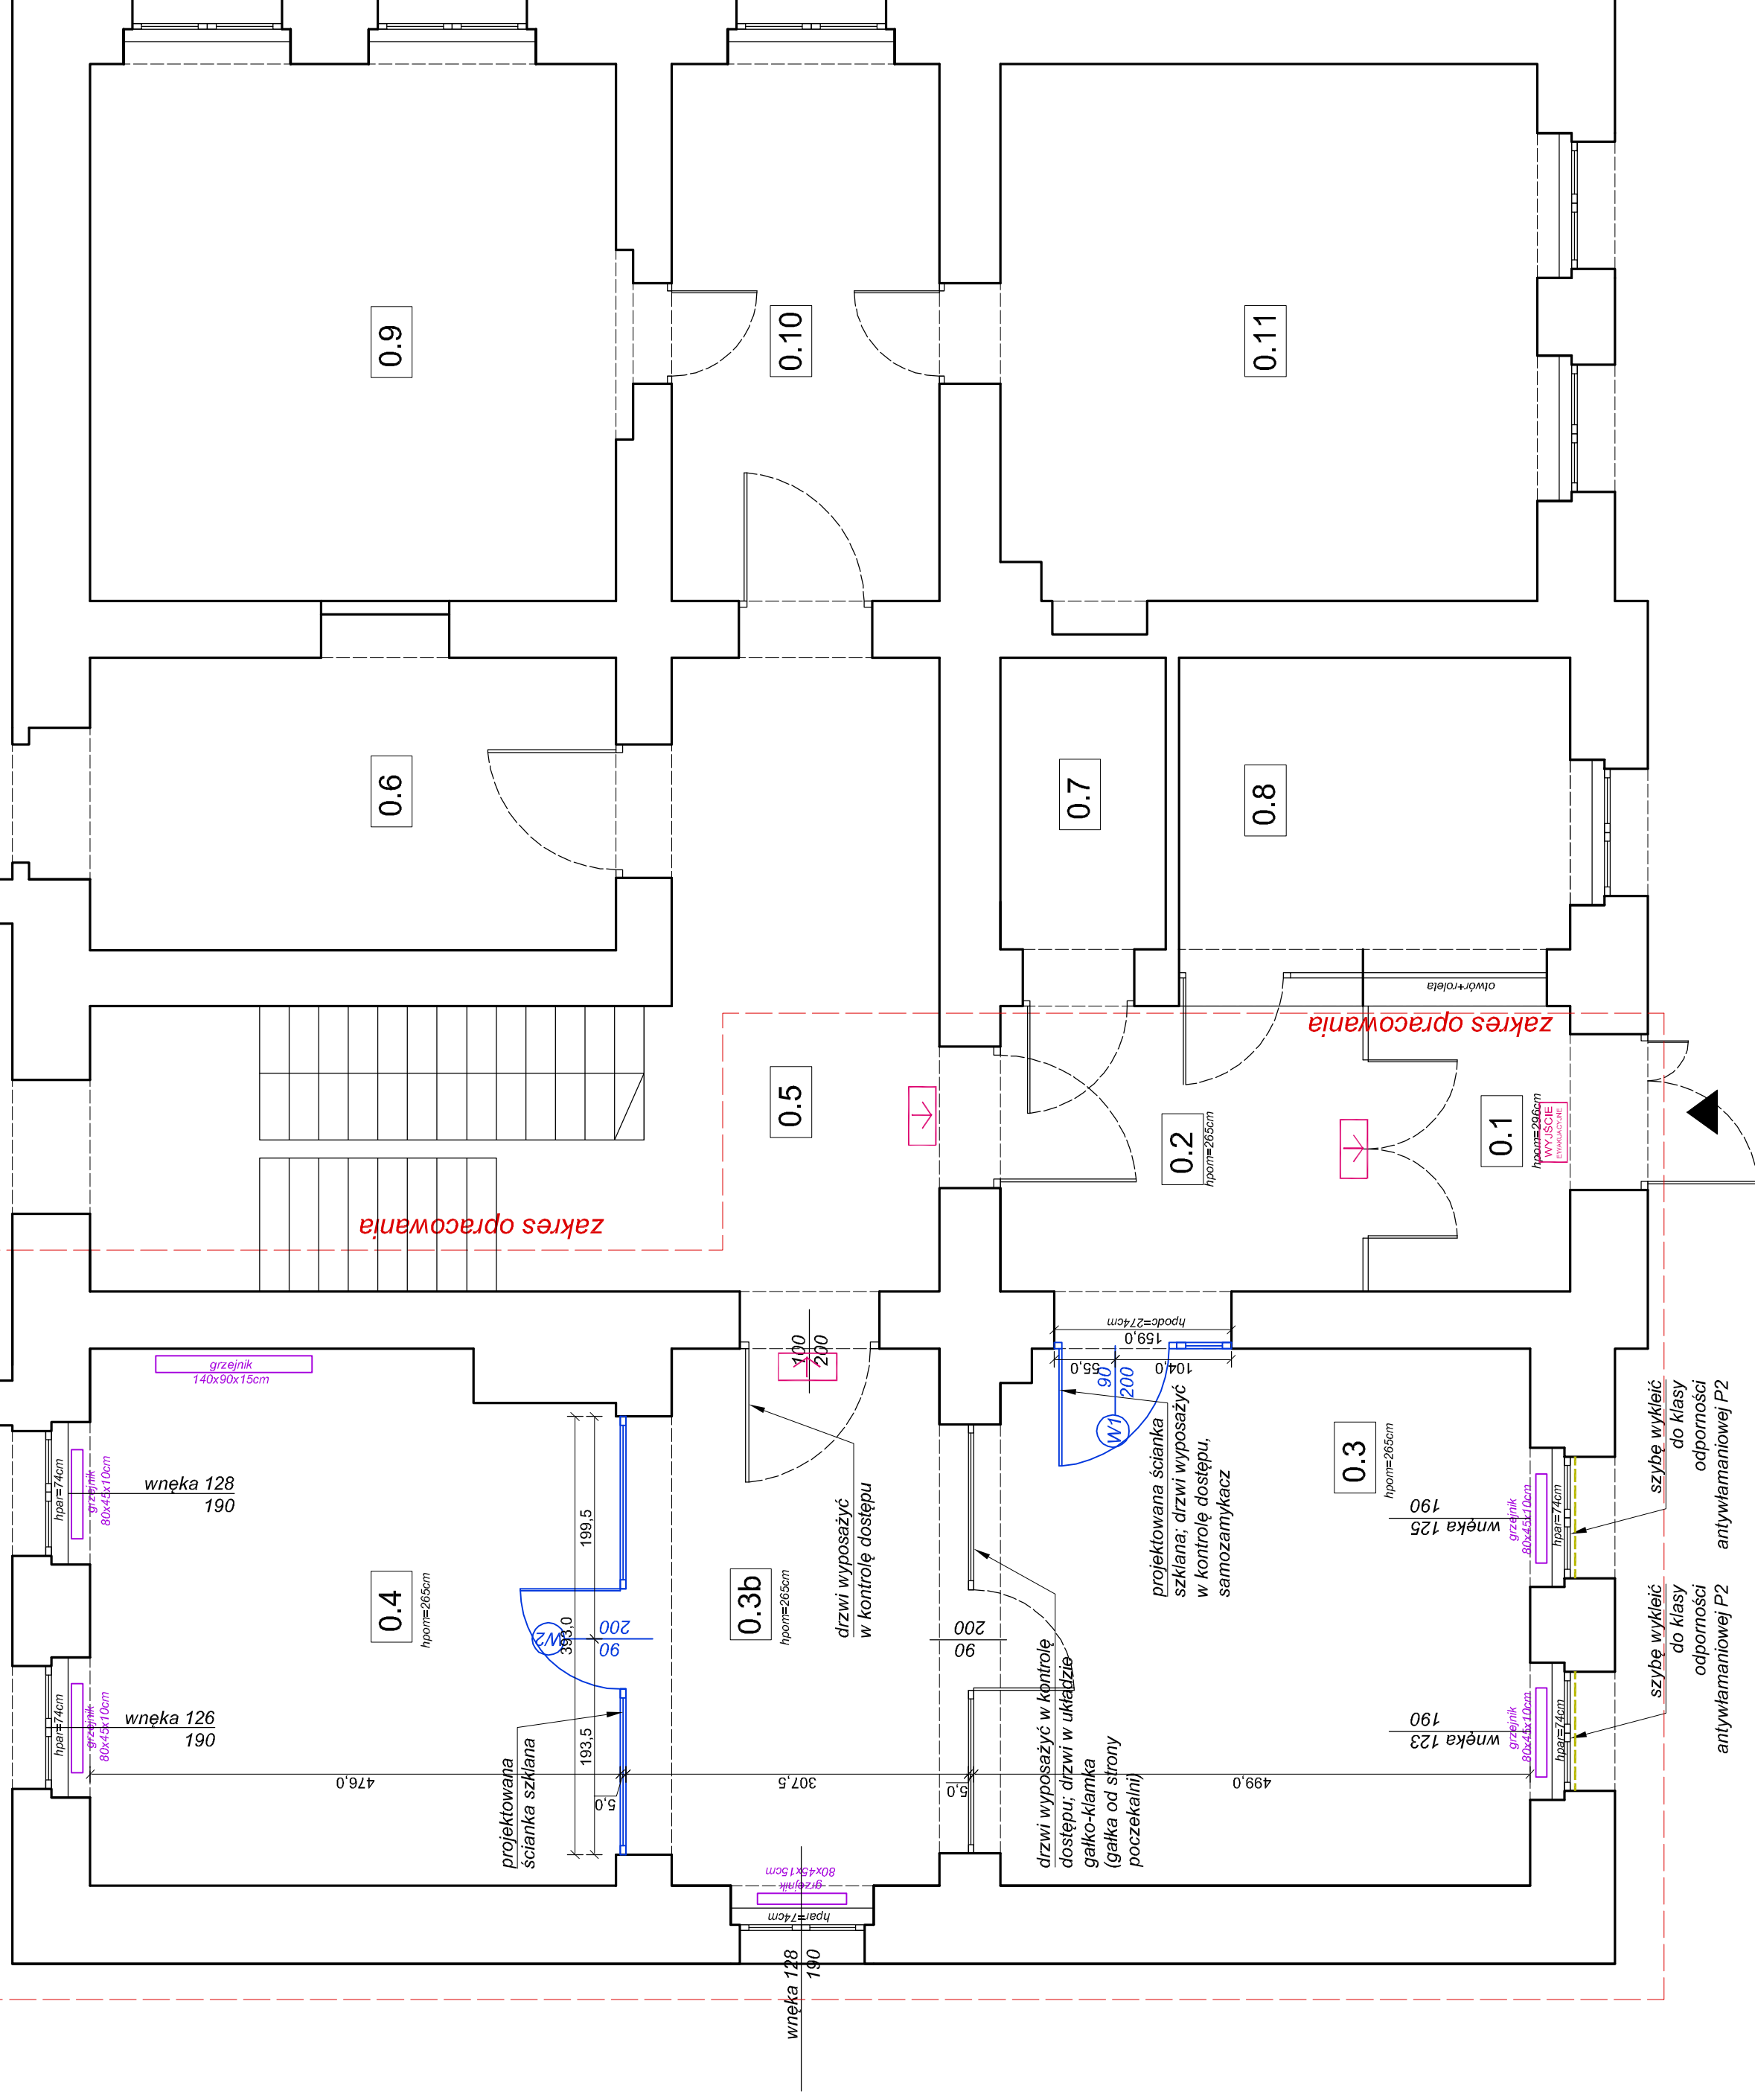 0.9
0.10
0.11
0.6
0.7
0.8
otwór+roleta
zakres opracowania
0.5
0.2
hpom=265cm
0.1
hpom=296cm
WYJŚCIE
EWAKUACYJNE
zakres opracowania
grzejnik
140x90x15cm
100
200
hpodc=274cm
159,0
55,0
104,0
90
200
W1
projektowana ścianka
szklana; drzwi wyposażyć
w kontrolę dostępu,
samozamykacz
0.3
hpom=265cm
hpar=74cm
grzejnik
80x45x10cm
wnęka 128
190
199,5
393,0
193,5
0.4
hpom=265cm
W2
90
200
0.3b
hpom=265cm
drzwi wyposażyć
w kontrolę dostępu
90
200
wnęka 125
190
grzejnik
80x45x10cm
hpar=74cm
szybę wykleić
do klasy
odporności
antywłamaniowej P2
hpar=74cm
grzejnik
80x45x10cm
wnęka 126
190
476,0
5,0
307,5
5,0
499,0
projektowana
ścianka szklana
drzwi wyposażyć w kontrolę
dostępu; drzwi w układzie
gałko-klamka
(gałka od strony
poczekalni)
wnęka 123
190
grzejnik
80x45x10cm
hpar=74cm
szybę wykleić
do klasy
odporności
antywłamaniowej P2
grzejnik
80x45x15cm
hpar=74cm
wnęka 128
190